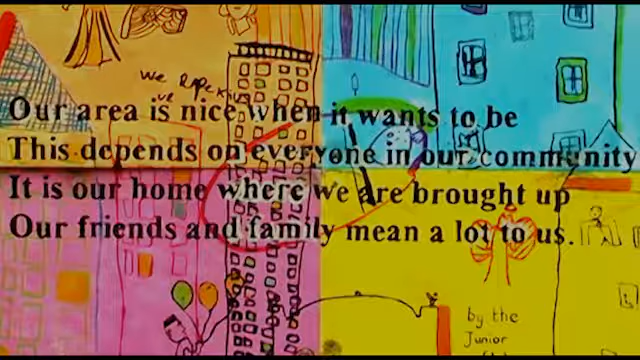 Our area is nice when it wants to be
This depends on everyone in our community
It is our home where we are brought up
Our friends and family mean a lot to us.
by the
Junior